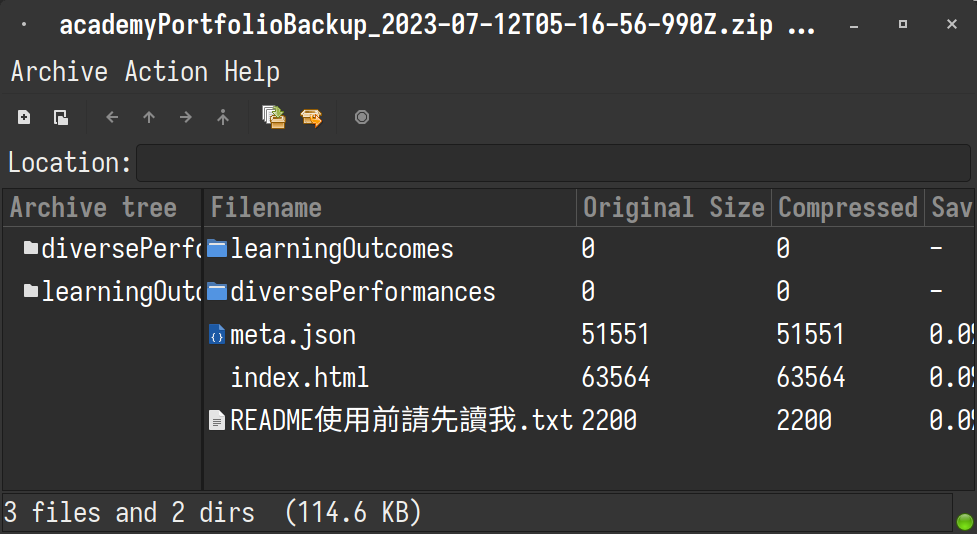 academyPortfolioBackup_2023-07-12T05-16-56-990Z.zip ...
Archive Action Help
Location:
Archive tree Filename Original Size Compressed Sav
diversePerfo learningOutcomes 0 0 -
learningOutc diversePerformances 0 0 -
meta.json 51551 51551 0.0%
index.html 63564 63564 0.0%
README使用前請先讀我.txt 2200 2200 0.0%
3 files and 2 dirs (114.6 KB)